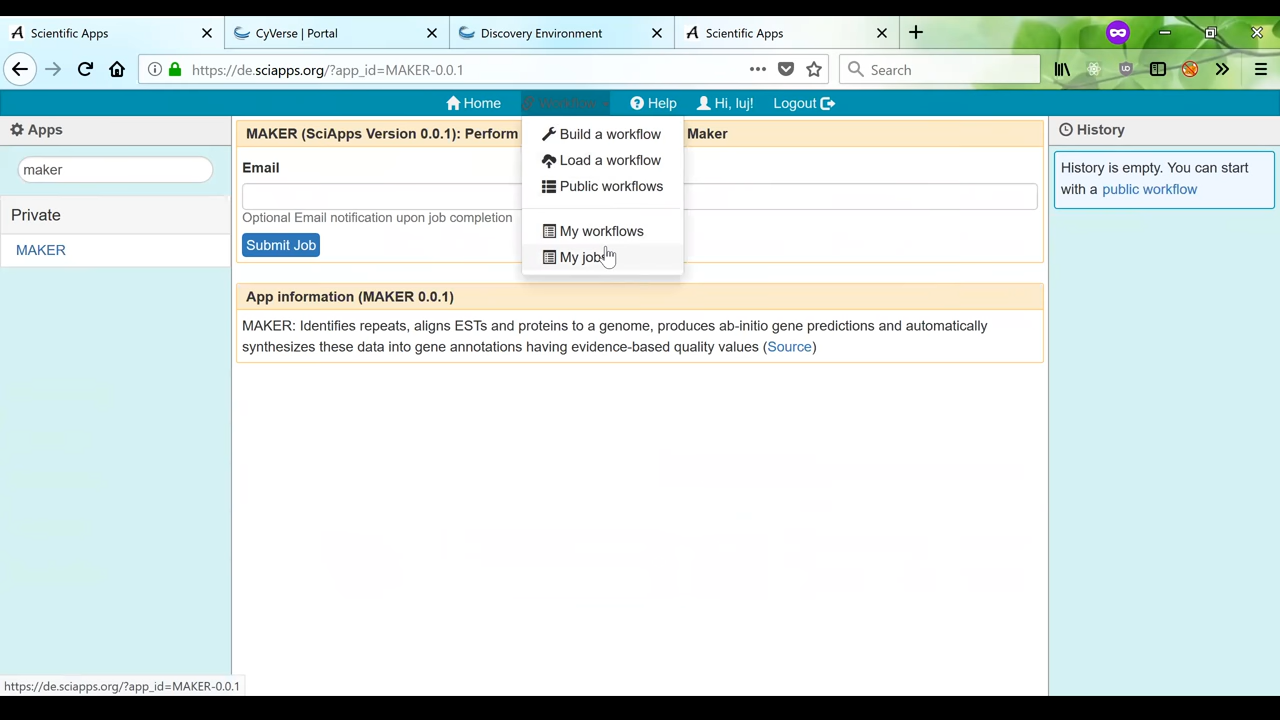 Scientific Apps
CyVerse | Portal
Discovery Environment
Scientific Apps
https://de.sciapps.org/?app_id=MAKER-0.0.1
Search
Home
Workflow
Help
Hi, luj!
Logout
Apps
maker
Private
MAKER
MAKER (SciApps Version 0.0.1): Perform
Maker
Email
Optional Email notification upon job completion
Submit Job
Build a workflow
Load a workflow
Public workflows
My workflows
My jobs
App information (MAKER 0.0.1)
MAKER: Identifies repeats, aligns ESTs and proteins to a genome, produces ab-initio gene predictions and automatically
synthesizes these data into gene annotations having evidence-based quality values (Source)
History
History is empty. You can start
with a public workflow
https://de.sciapps.org/?app_id=MAKER-0.0.1